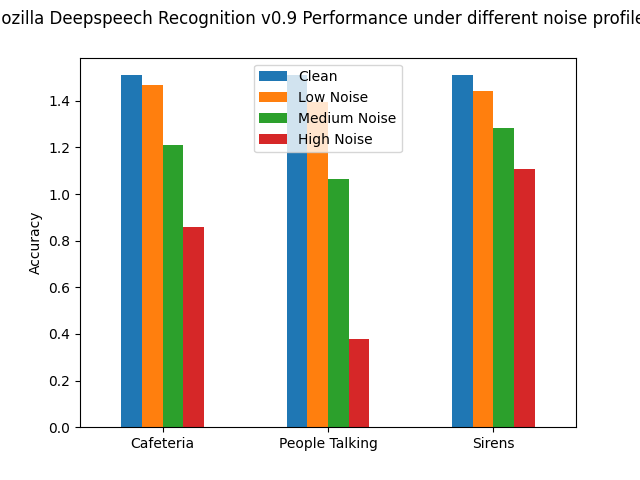 ozilla Deepspeech Recognition v0.9 Performance under different noise profile
Clean
Low Noise
Medium Noise
High Noise
Accuracy
1.4
1.2
1.0
0.8
0.6
0.4
0.2
0.0
Cafeteria People Talking Sirens